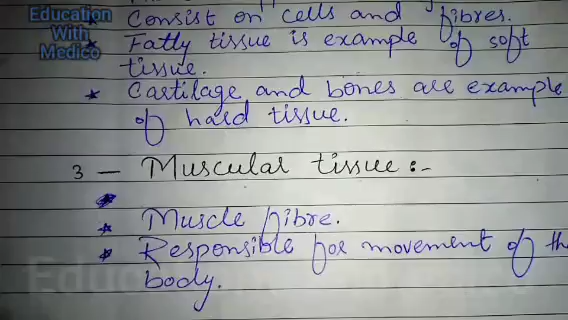 Education
With
Medico
Consist on cells and fibres.
* Fatty tissue is example of soft
tissue.
* Cartilage and bones are example
of hard tissue.
3 — Muscular tissue :-
* Muscle fibre.
* Responsible for movement of the
body.